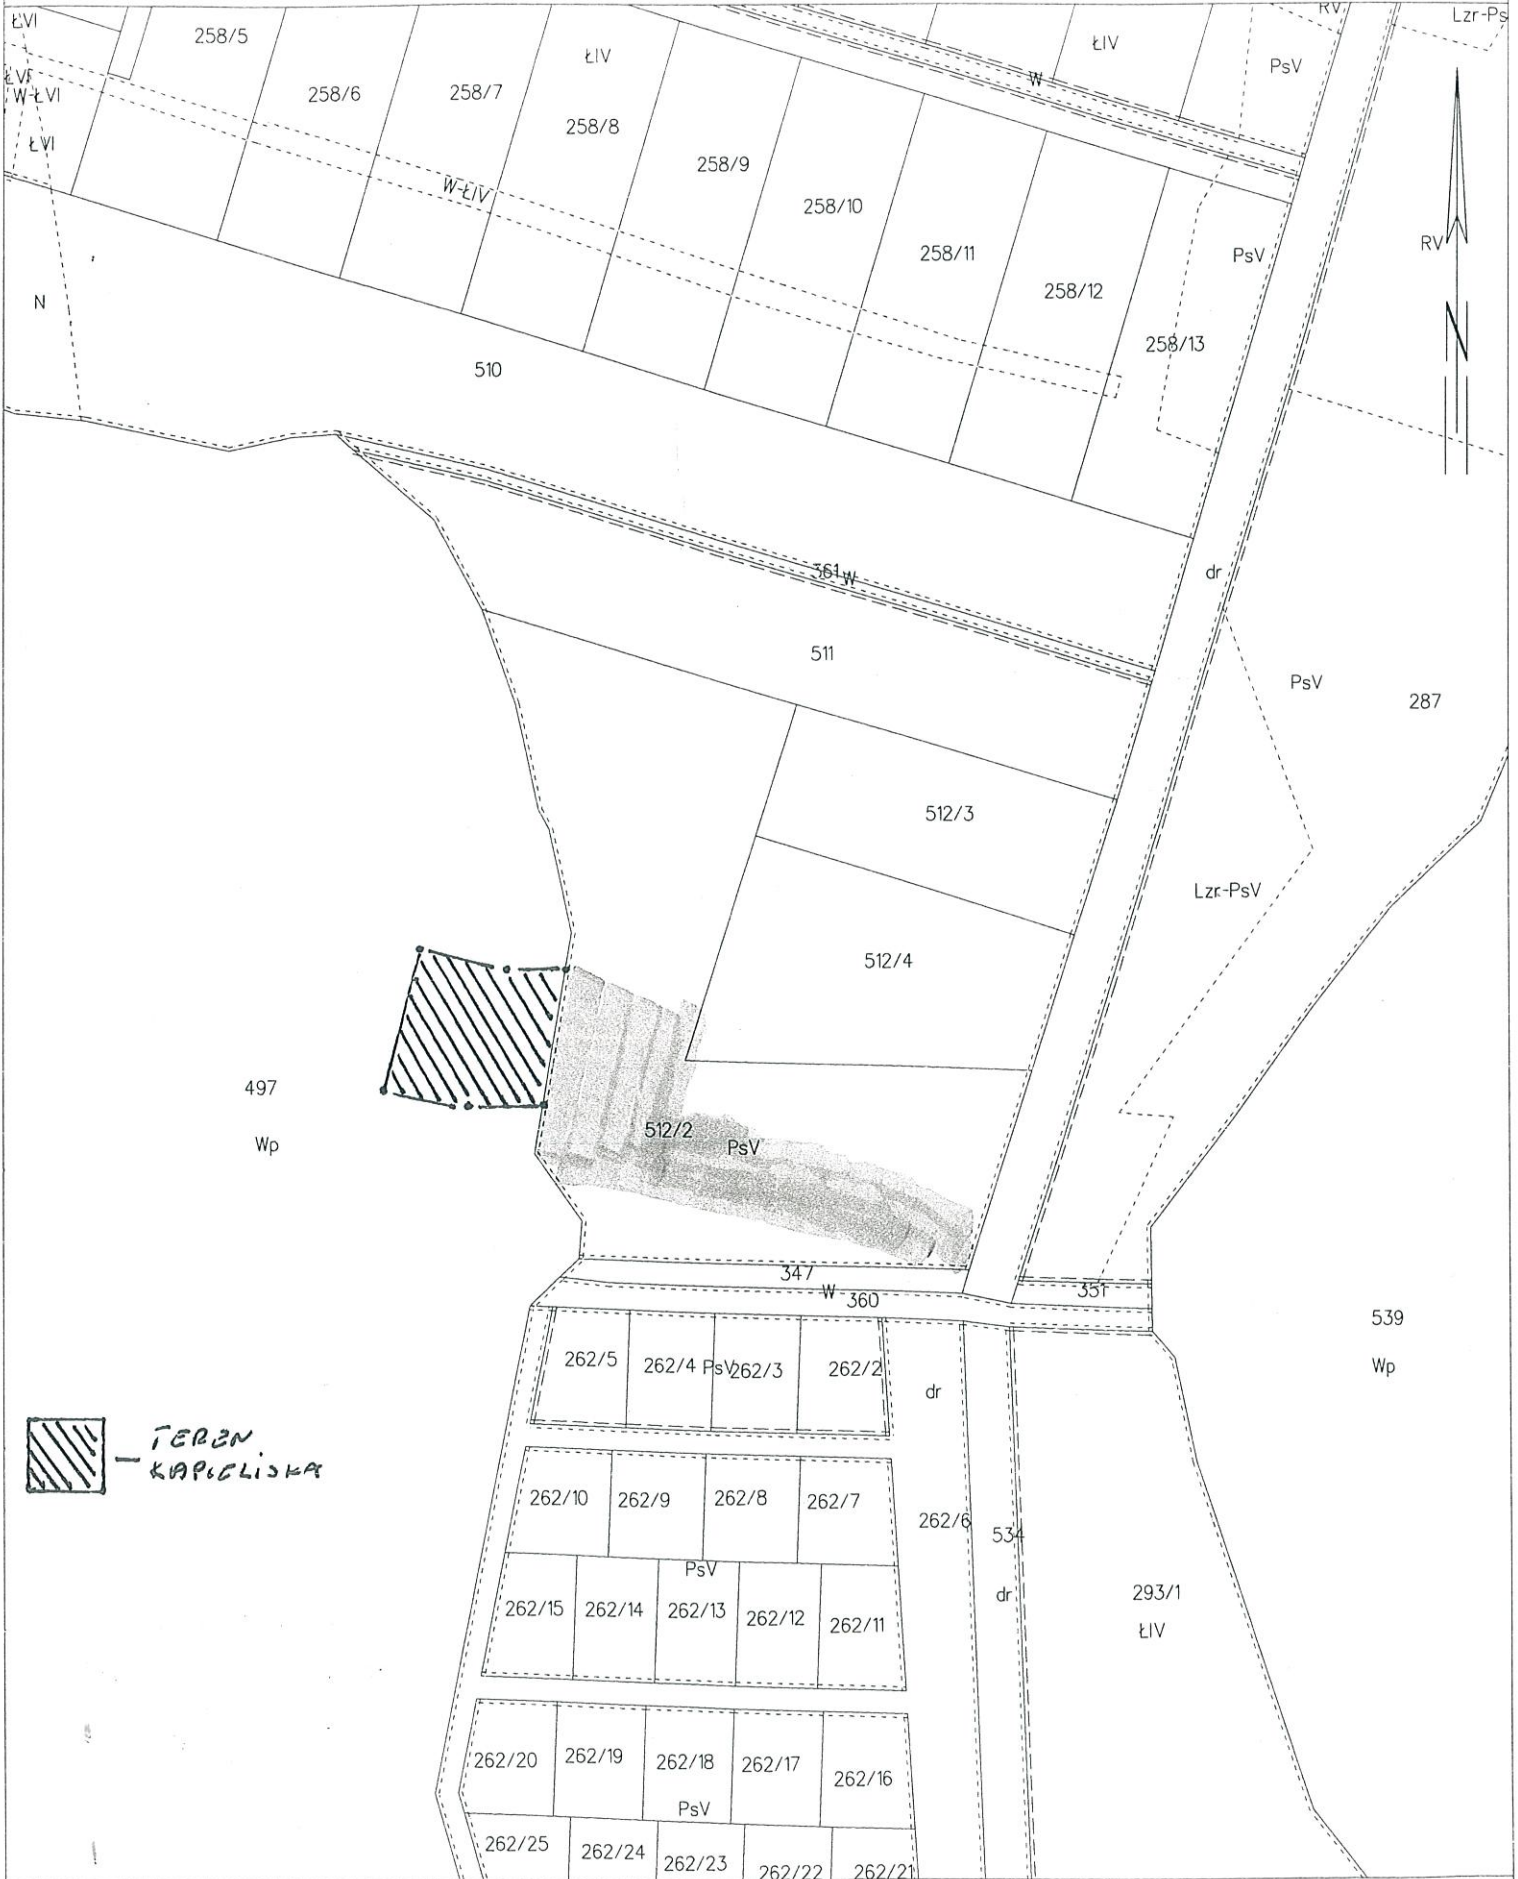 ŁVI
258/5
ŁIV
ŁIV
RV
Lzr-Ps
PsV
W
ŁVI
W-ŁVI
258/6
258/7
258/8
ŁVI
258/9
W-ŁIV
258/10
258/11
PsV
RV
N
258/12
N
258/13
510
361
W
dr
511
PsV
287
512/3
Lzr-PsV
512/4
497
512/2
PsV
Wp
347
W
360
351
539
262/5
262/4
PsV
262/3
262/2
Wp
dr
TEREN
KĄPIELISKA
262/10
262/9
262/8
262/7
262/6
534
PsV
262/15
262/14
262/13
262/12
262/11
dr
293/1
ŁIV
262/20
262/19
262/18
262/17
262/16
PsV
262/25
262/24
262/23
262/22
262/21